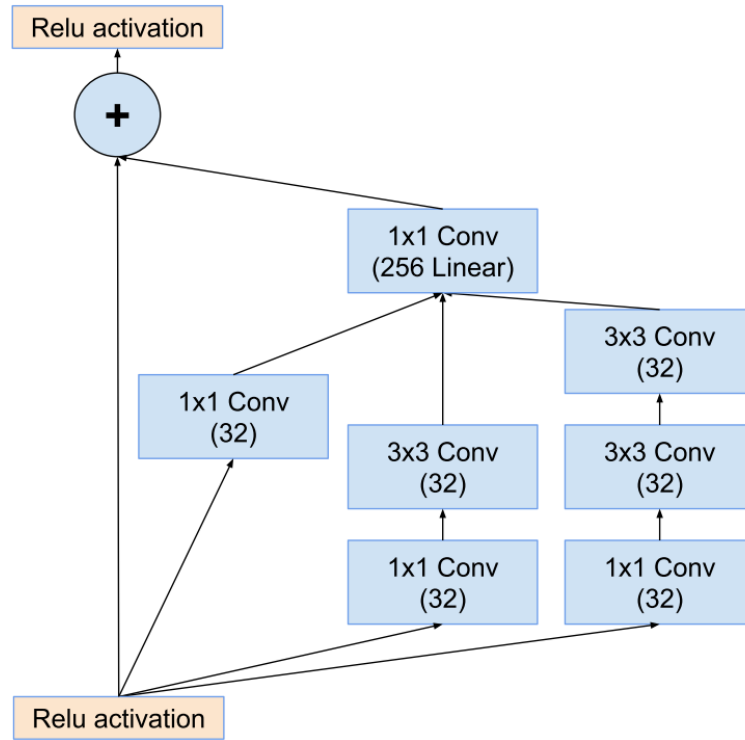 Relu activation
+
1x1 Conv
(256 Linear)
3x3 Conv
(32)
1x1 Conv
(32)
3x3 Conv
(32)
3x3 Conv
(32)
1x1 Conv
(32)
1x1 Conv
(32)
Relu activation